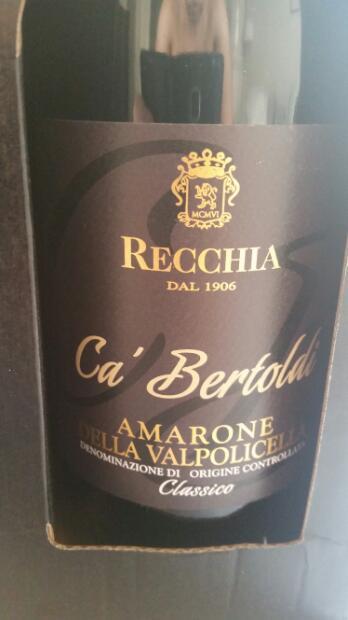 MCMVI
RECCHIA
DAL 1906
Ca' Bertoldi
AMARONE
DELLA VALPOLICELLA
DENOMINAZIONE DI ORIGINE CONTROLLATA
Classico